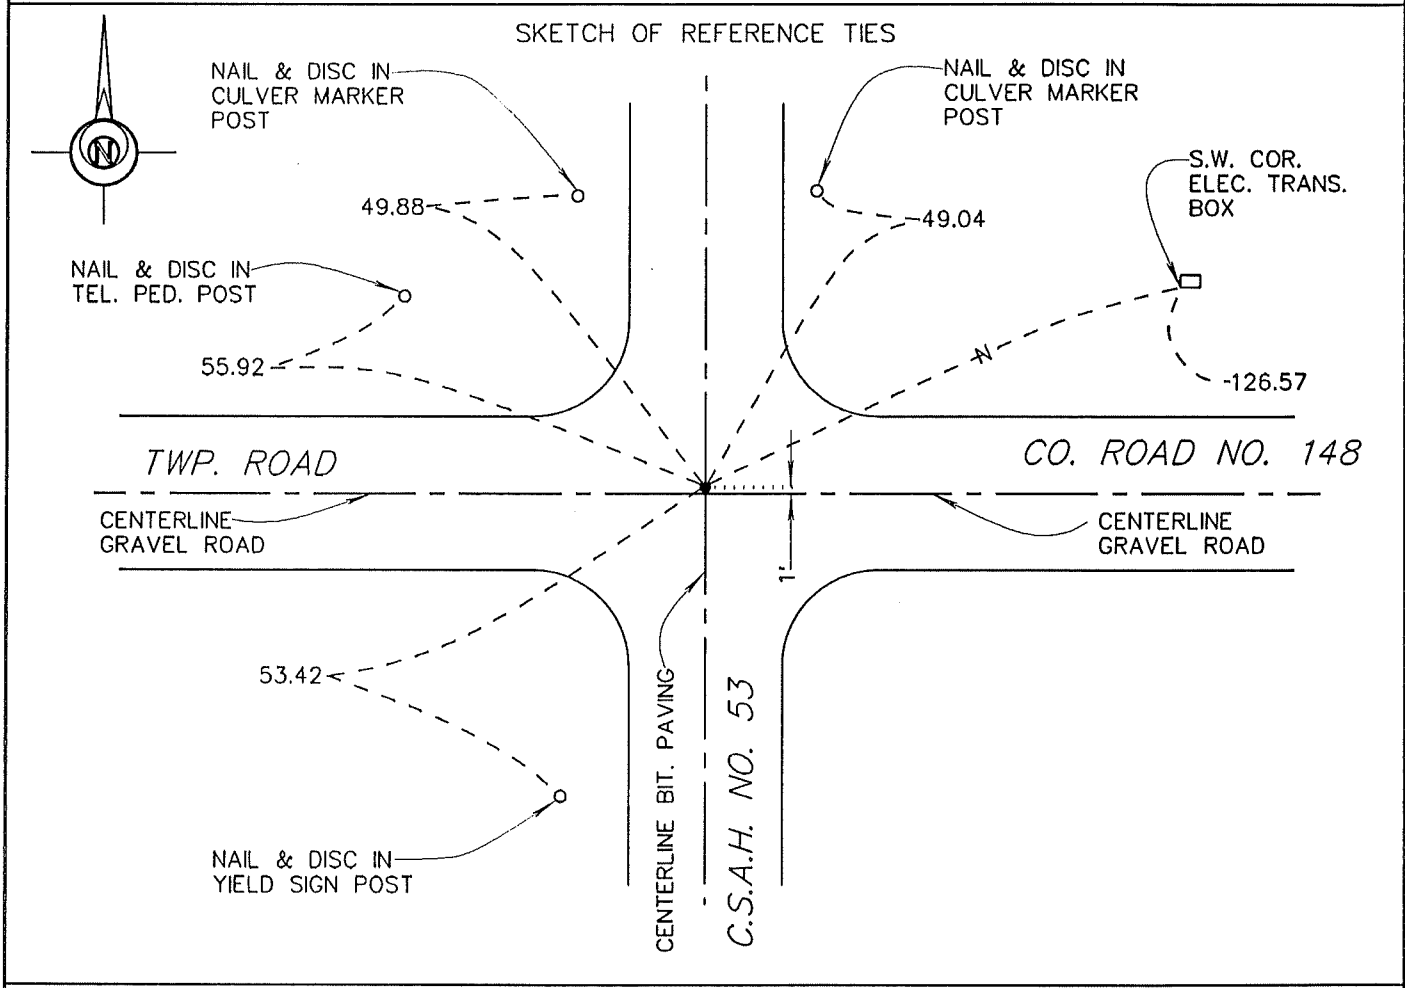 SKETCH OF REFERENCE TIES
N
NAIL & DISC IN
CULVER MARKER
POST
NAIL & DISC IN
CULVER MARKER
POST
S.W. COR.
ELEC. TRANS.
BOX
49.88
49.04
NAIL & DISC IN
TEL. PED. POST
55.92
N
126.57
TWP. ROAD
CO. ROAD NO. 148
CENTERLINE
GRAVEL ROAD
CENTERLINE
GRAVEL ROAD
1'
53.42
CENTERLINE BIT. PAVING
C.S.A.H. NO. 53
NAIL & DISC IN
YIELD SIGN POST